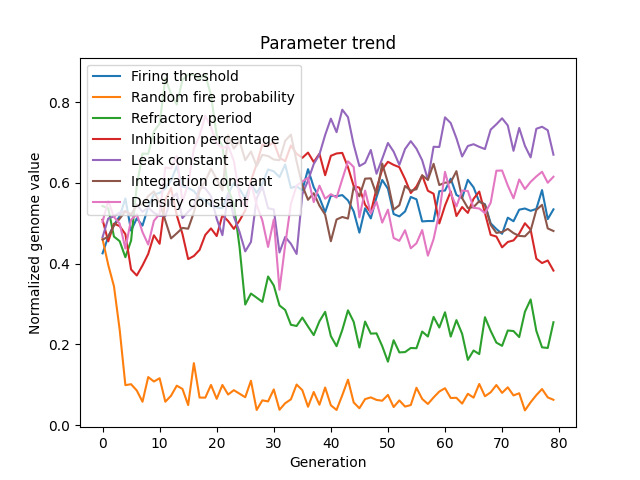 Parameter trend
Firing threshold
Random fire probability
Refractory period
Inhibition percentage
Leak constant
Integration constant
Density constant
Normalized genome value
0.8
0.6
0.4
0.2
0.0
0 10 20 30 40 50 60 70 80
Generation